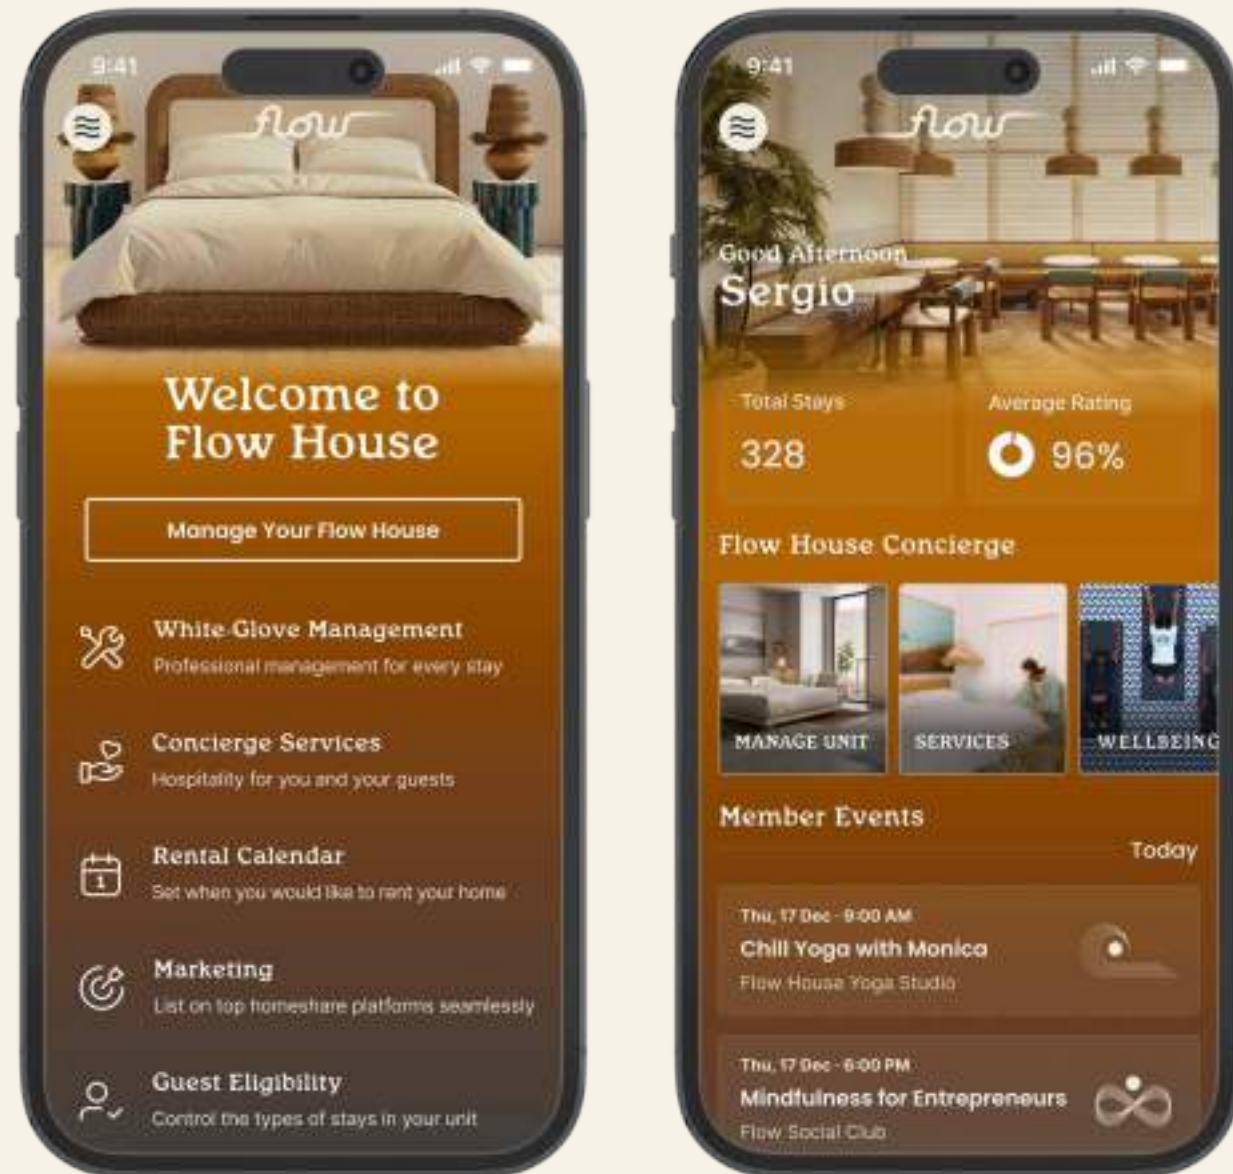 9:41
flow
Welcome to
Flow House
Manage Your Flow House
White-Glove Management
Professional management for every stay
Concierge Services
Hospitality for you and your guests
1
Rental Calendar
Set when you would like to rent your home
Marketing
List on top homeshare platforms seamlessly
Guest Eligibility
Control the types of stays in your unit
9:41
flow
Good Afternoon
Sergio
Total Stays
Average Rating
328
96%
Flow House Concierge
MANAGE UNIT
SERVICES
WELLBEING
Member Events
Today
Thu, 17 Dec - 9:00 AM
Chill Yoga with Monica
Flow House Yoga Studio
Thu, 17 Dec - 6:00 PM
Mindfulness for Entrepreneurs
Flow Social Club